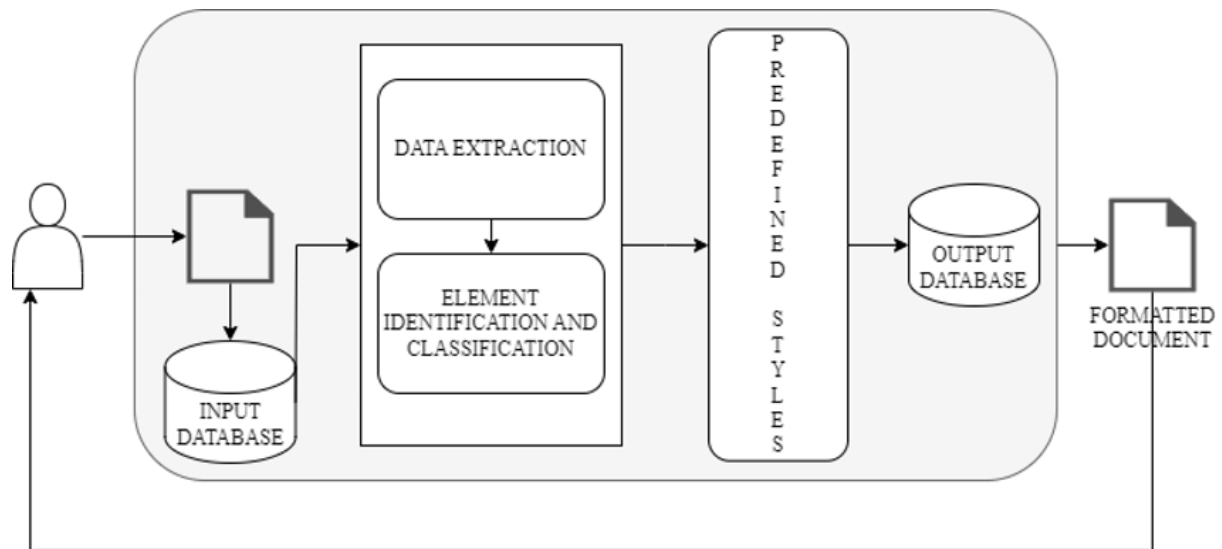 DATA EXTRACTION
ELEMENT
IDENTIFICATION AND
CLASSIFICATION
INPUT
DATABASE
P
R
E
D
E
F
I
N
E
D
S
T
Y
L
E
S
OUTPUT
DATABASE
FORMATTED
DOCUMENT